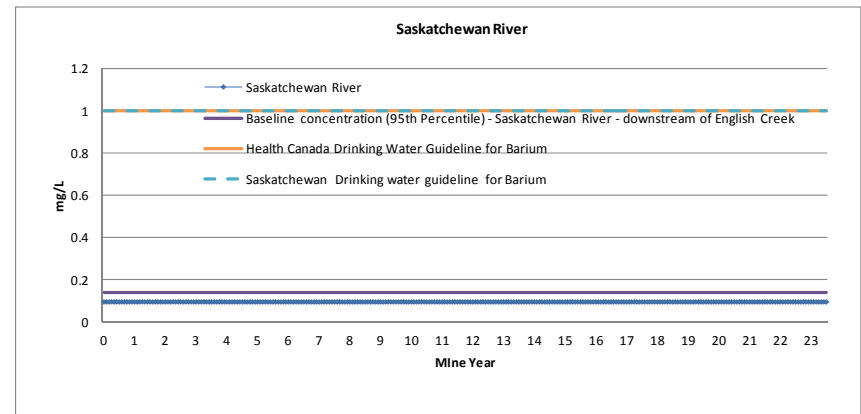 Saskatchewan River
1.2
1
0.8
0.6
0.4
0.2
0
mg/L
Saskatchewan River
Baseline concentration (95th Percentile) - Saskatchewan River - downstream of English Creek
Health Canada Drinking Water Guideline for Barium
Saskatchewan Drinking water guideline for Barium
0 1 2 3 4 5 6 7 8 9 10 11 12 13 14 15 16 17 18 19 20 21 22 23
MIne Year